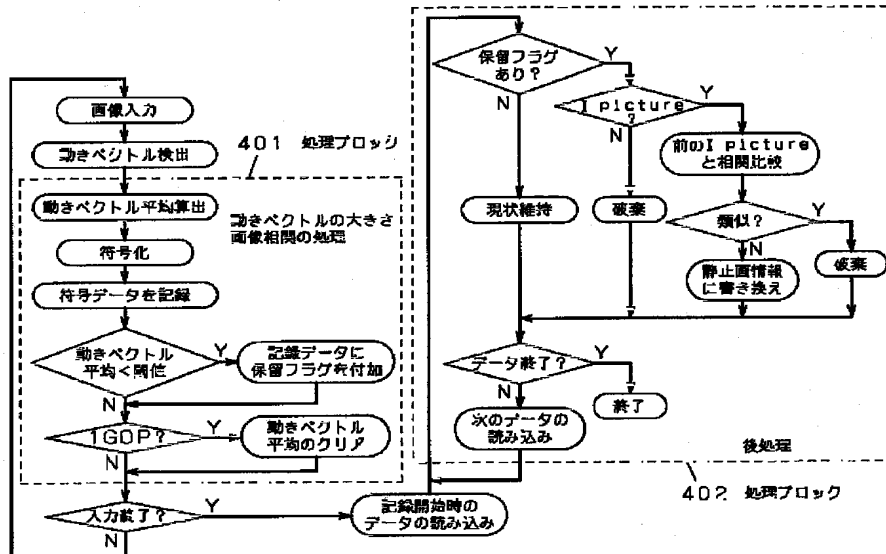 画像入力
動きベクトル検出
401 処理ブロック
動きベクトル平均算出
動きベクトルの大きさ
画像相関の処理
符号化
符号データを記録
動きベクトル
平均<閾値
Y
N
記録データに
保留フラグを付加
1GOP?
Y
N
動きベクトル
平均のクリア
入力終了?
Y
N
記録開始時の
データの読み込み
保留フラグ
あり?
Y
N
I picture
?
Y
N
前のI picture
と相関比較
現状維持
破棄
類似?
Y
N
静止画情報
に書き換え
破棄
データ終了?
Y
N
終了
次のデータの
読み込み
後処理
402 処理ブロック